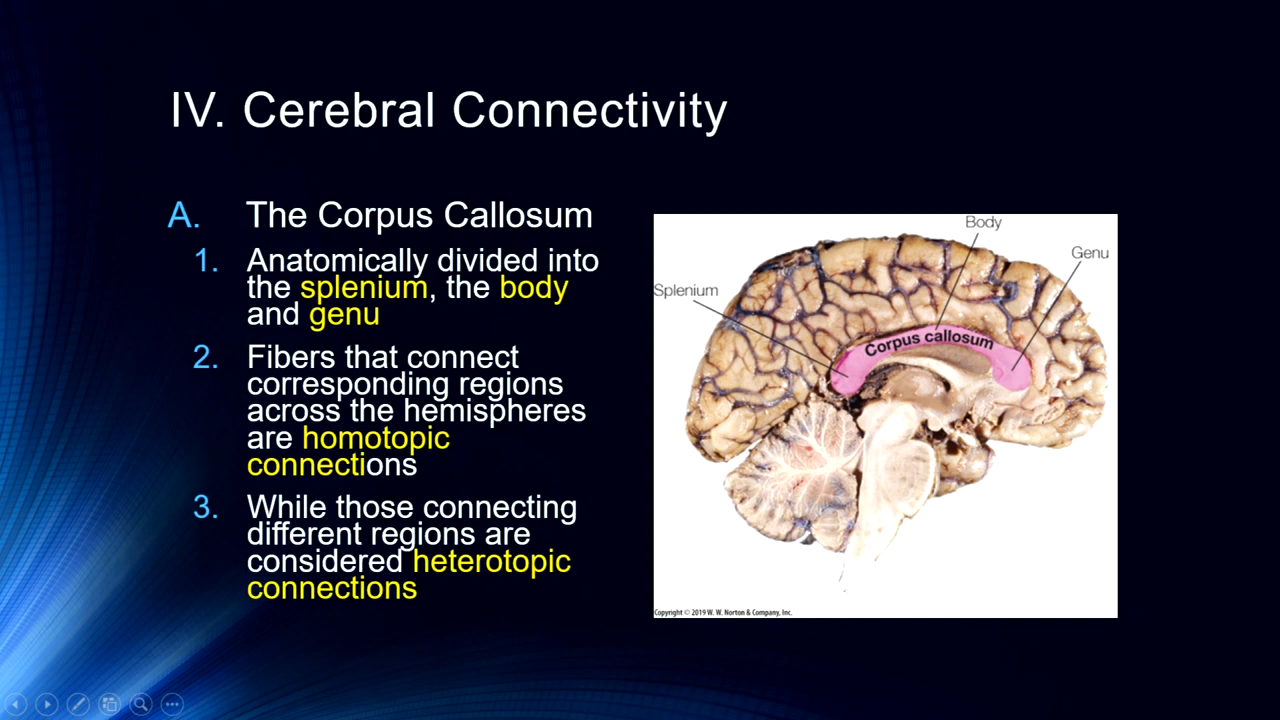 IV. Cerebral Connectivity
A. The Corpus Callosum
1. Anatomically divided into
the splenium, the body
and genu
2. Fibers that connect
corresponding regions
across the hemispheres
are homotopic
connections
3. While those connecting
different regions are
considered heterotopic
connections
Body
Genu
Splenium
Corpus callosum
Copyright © 2019 W. W. Norton & Company, Inc.